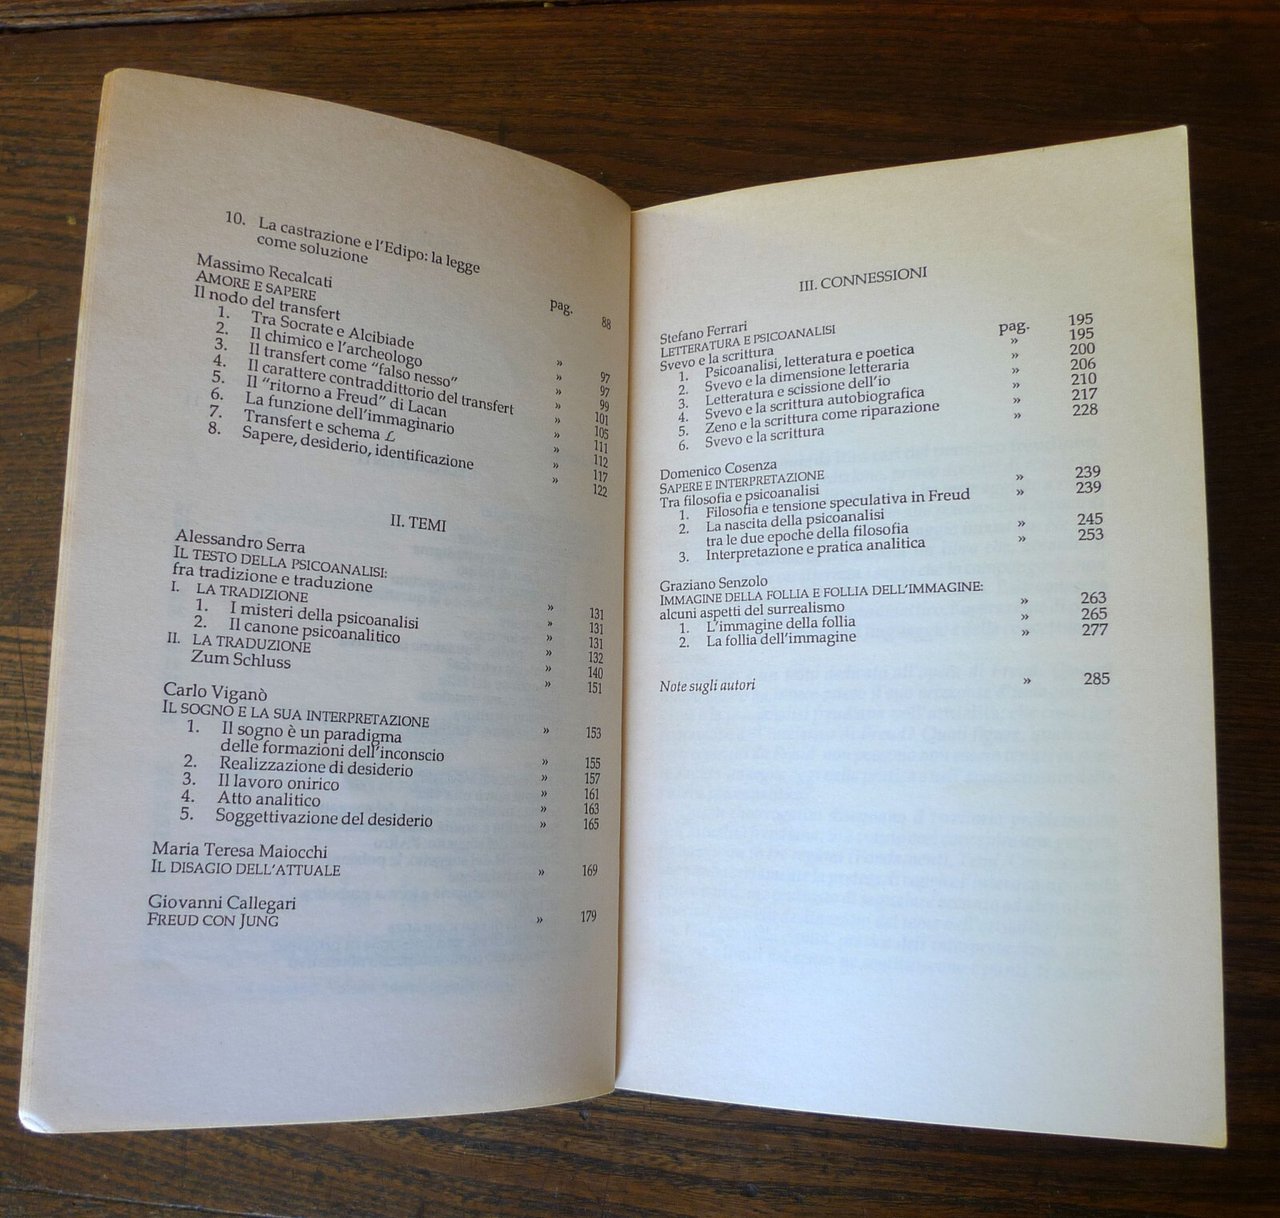 10. La castrazione e l'Edipo: la legge
come soluzione pag. 88
Massimo Recalcati
AMORE E SAPERE
Il nodo del transfert » 97
1. Tra Socrate e Alcibiade » 97
2. Il chimico e l'archeologo » 99
3. Il transfert come "falso nesso" » 101
4. Il carattere contraddittorio del transfert » 105
5. Il "ritorno a Freud" di Lacan » 111
6. La funzione dell'immaginario » 112
7. Transfert e schema ℒ » 117
8. Sapere, desiderio, identificazione » 122
II. TEMI
Alessandro Serra
IL TESTO DELLA PSICOANALISI:
fra tradizione e traduzione » 131
I. LA TRADIZIONE » 131
1. I misteri della psicoanalisi » 131
2. Il canone psicoanalitico » 132
II. LA TRADUZIONE » 140
Zum Schluss » 151
Carlo Viganò
IL SOGNO E LA SUA INTERPRETAZIONE » 153
1. Il sogno è un paradigma
delle formazioni dell'inconscio » 155
2. Realizzazione di desiderio » 157
3. Il lavoro onirico » 161
4. Atto analitico » 163
5. Soggettivazione del desiderio » 165
Maria Teresa Maiocchi
IL DISAGIO DELL'ATTUALE » 169
Giovanni Callegari
FREUD CON JUNG » 179
III. CONNESSIONI
Stefano Ferrari
LETTERATURA E PSICOANALISI
Svevo e la scrittura pag. 195
1. Psicoanalisi, letteratura e poetica » 195
2. Svevo e la dimensione letteraria » 200
3. Letteratura e scissione dell'io » 206
4. Svevo e la scrittura autobiografica » 210
5. Zeno e la scrittura come riparazione » 217
6. Svevo e la scrittura » 228
Domenico Cosenza
SAPERE E INTERPRETAZIONE
Tra filosofia e psicoanalisi » 239
1. Filosofia e tensione speculativa in Freud » 239
2. La nascita della psicoanalisi
tra le due epoche della filosofia » 245
3. Interpretazione e pratica analitica » 253
Graziano Senzolo
IMMAGINE DELLA FOLLIA E FOLLIA DELL'IMMAGINE:
alcuni aspetti del surrealismo » 263
1. L'immagine della follia » 265
2. La follia dell'immagine » 277
Note sugli autori » 285